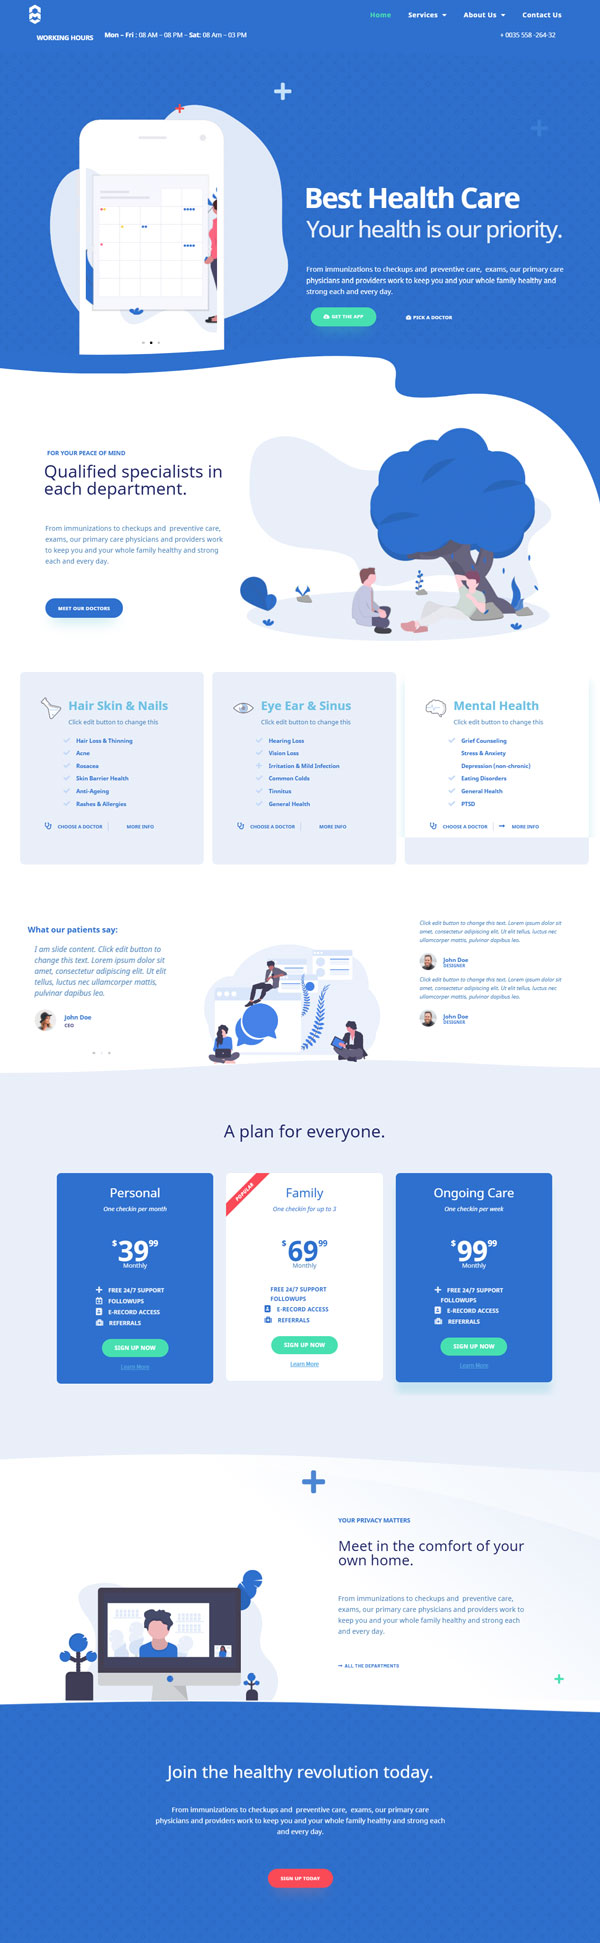 Home Services About Us Contact Us
WORKING HOURS Mon – Fri : 08 AM – 08 PM – Sat: 08 Am – 03 PM + 0035 558 -264-32
Best Health Care
Your health is our priority.
From immunizations to checkups and preventive care, exams, our primary care
physicians and providers work to keep you and your whole family healthy and
strong each and every day.
GET THE APP PICK A DOCTOR
FOR YOUR PEACE OF MIND
Qualified specialists in
each department.
From immunizations to checkups and preventive care,
exams, our primary care physicians and providers work
to keep you and your whole family healthy and strong
each and every day.
MEET OUR DOCTORS
Hair Skin & Nails
Click edit button to change this
Hair Loss & Thinning
Acne
Rosacea
Skin Barrier Health
Anti-Ageing
Rashes & Allergies
CHOOSE A DOCTOR MORE INFO
Eye Ear & Sinus
Click edit button to change this
Hearing Loss
Vision Loss
Irritation & Mild Infection
Common Colds
Tinnitus
General Health
CHOOSE A DOCTOR MORE INFO
Mental Health
Click edit button to change this
Grief Counseling
Stress & Anxiety
Depression (non-chronic)
Eating Disorders
General Health
PTSD
CHOOSE A DOCTOR MORE INFO
What our patients say:
I am slide content. Click edit button to
change this text. Lorem ipsum dolor sit
amet, consectetur adipiscing elit. Ut elit
tellus, luctus nec ullamcorper mattis,
pulvinar dapibus leo.
John Doe
CEO
Click edit button to change this text. Lorem ipsum dolor sit
amet, consectetur adipiscing elit. Ut elit tellus, luctus nec
ullamcorper mattis, pulvinar dapibus leo.
John Doe
DESIGNER
Click edit button to change this text. Lorem ipsum dolor sit
amet, consectetur adipiscing elit. Ut elit tellus, luctus nec
ullamcorper mattis, pulvinar dapibus leo.
John Doe
DESIGNER
A plan for everyone.
Personal
One checkin per month
$3999
Monthly
FREE 24/7 SUPPORT
FOLLOWUPS
E-RECORD ACCESS
REFERRALS
SIGN UP NOW
Learn More
POPULAR
Family
One checkin for up to 3
$6999
Monthly
FREE 24/7 SUPPORT
FOLLOWUPS
E-RECORD ACCESS
REFERRALS
SIGN UP NOW
Learn More
Ongoing Care
One checkin per week
$9999
Monthly
FREE 24/7 SUPPORT
FOLLOWUPS
E-RECORD ACCESS
REFERRALS
SIGN UP NOW
Learn More
YOUR PRIVACY MATTERS
Meet in the comfort of your
own home.
From immunizations to checkups and preventive care,
exams, our primary care physicians and providers work to
keep you and your whole family healthy and strong each
and every day.
ALL THE DEPARTMENTS
Join the healthy revolution today.
From immunizations to checkups and preventive care, exams, our primary care
physicians and providers work to keep you and your whole family healthy and strong each
and every day.
SIGN UP TODAY